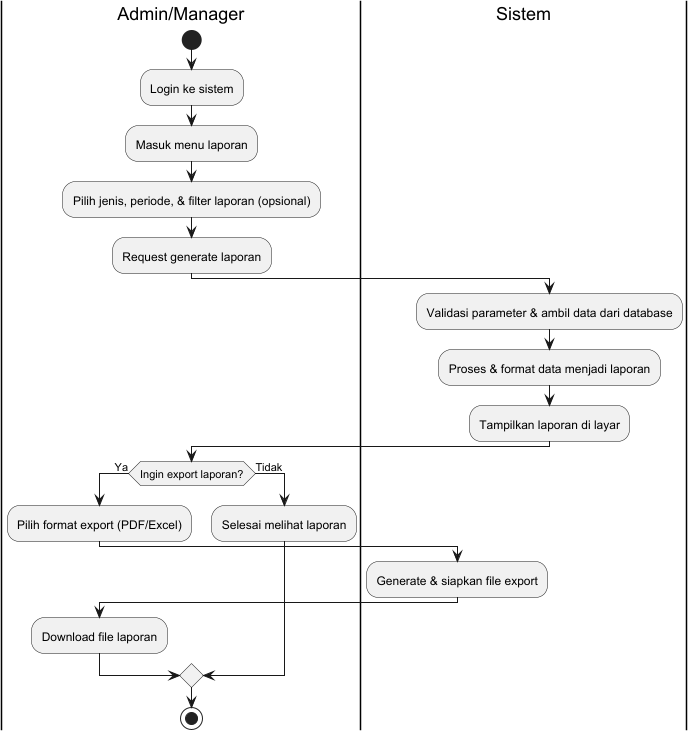 Admin/Manager
Sistem
Login ke sistem
Masuk menu laporan
Pilih jenis, periode, & filter laporan (opsional)
Request generate laporan
Validasi parameter & ambil data dari database
Proses & format data menjadi laporan
Tampilkan laporan di layar
Ya
Ingin export laporan?
Tidak
Pilih format export (PDF/Excel)
Selesai melihat laporan
Generate & siapkan file export
Download file laporan